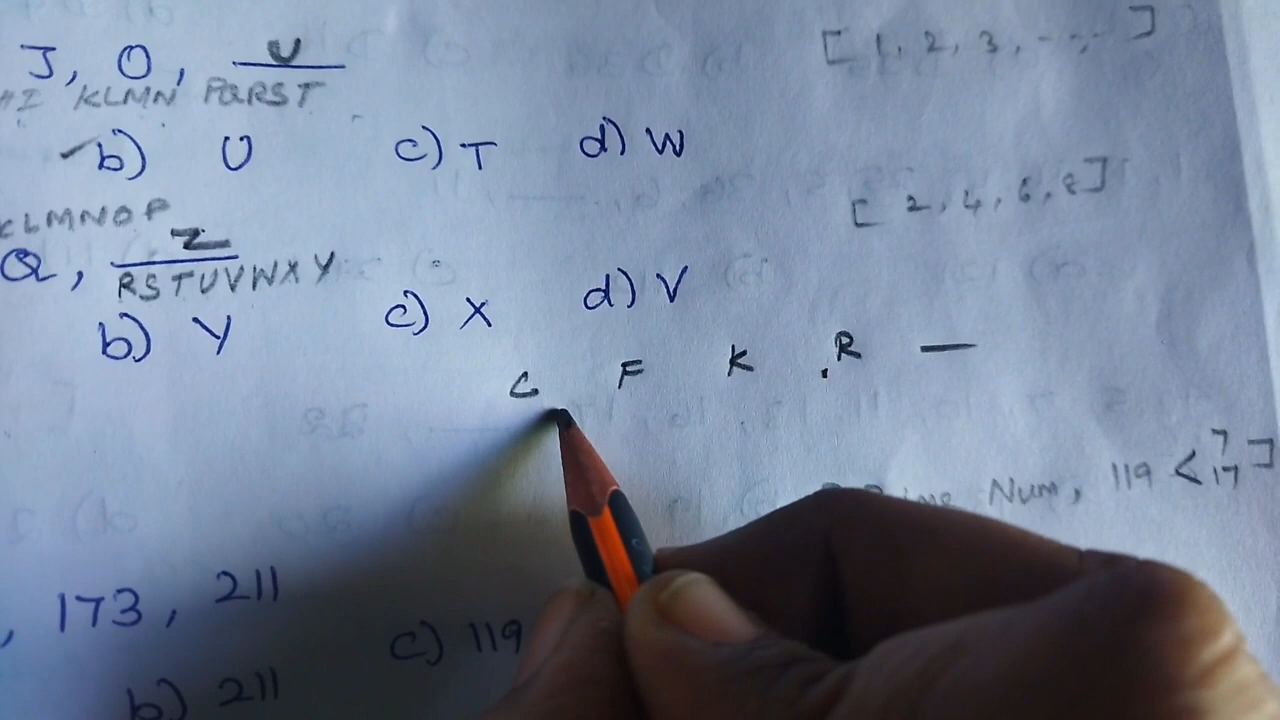 J, O, U
HI KLMN PQRST
[1, 2, 3, ---]
b) U c) T d) W
KLMNOP
[2, 4, 6, 8]
Q, Z
RSTUVWXY
b) Y c) X d) V
C F K .R —
Num, 119 < 7 17]
, 173, 211
c) 119
b) 211